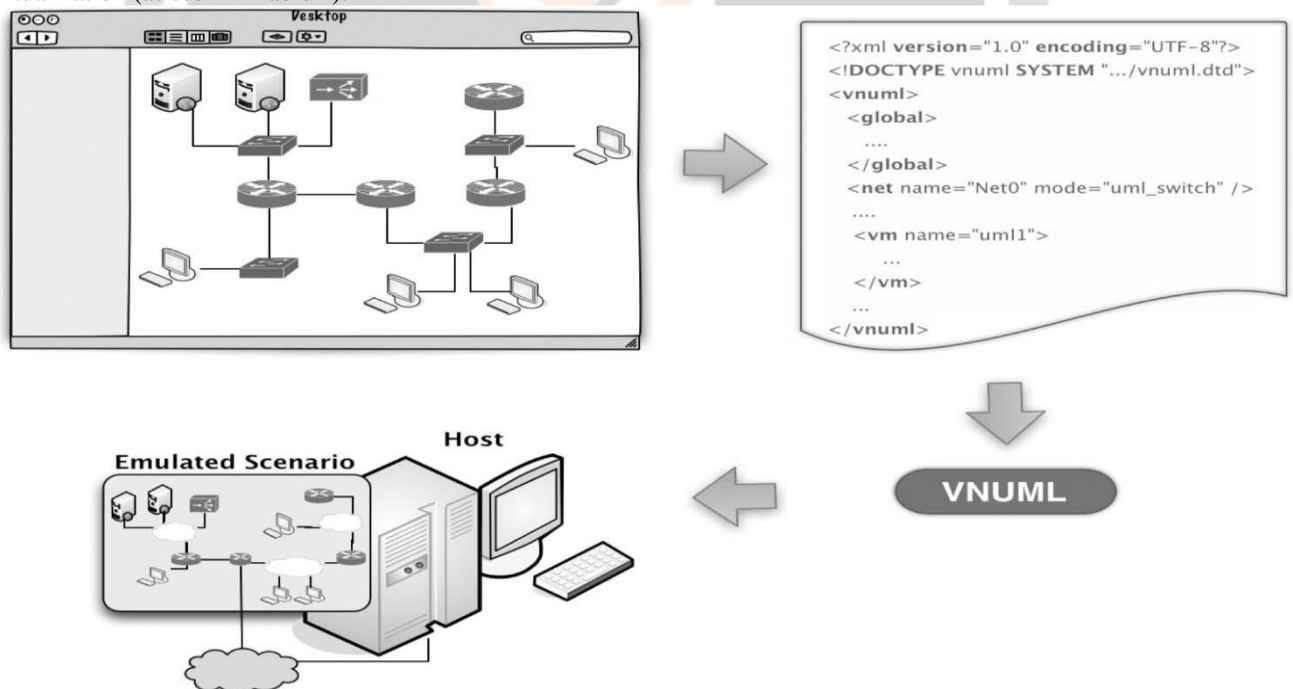 Desktop
<?xml version="1.0" encoding="UTF-8"?>
<!DOCTYPE vnuml SYSTEM ".../vnuml.dtd">
<vnuml>
<global>
....
</global>
<net name="Net0" mode="uml_switch" />
....
<vm name="uml1">
...
</vm>
...
</vnuml>
VNUML
Host
Emulated Scenario